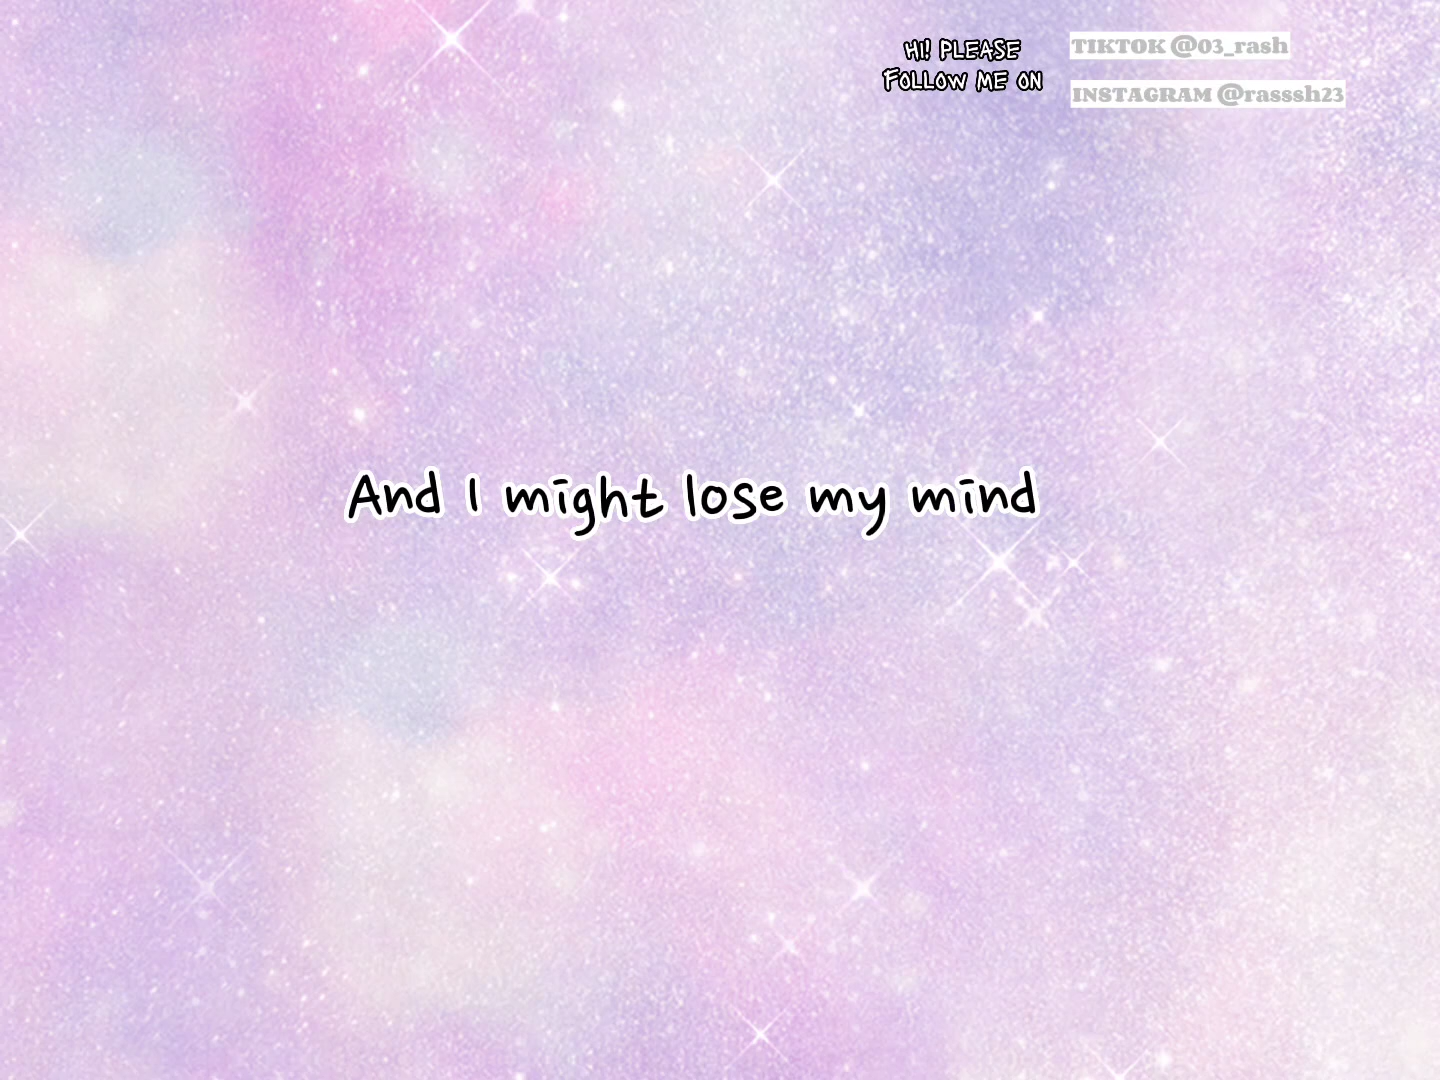 HI! PLEASE
FOLLOW ME ON
TIKTOK @03_rash
INSTAGRAM @rasssh23
And I might lose my mind